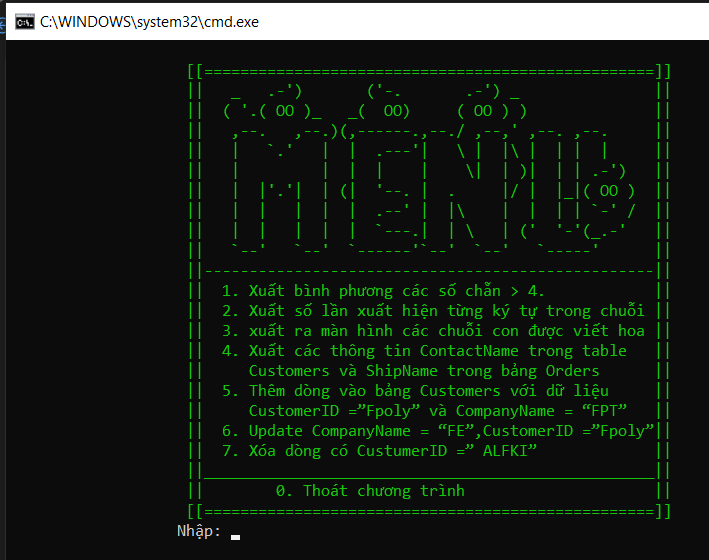 C:\WINDOWS\system32\cmd.exe
MENU
1. Xuất bình phương các số chẵn > 4.
2. Xuất số lần xuất hiện từng ký tự trong chuỗi
3. xuất ra màn hình các chuỗi con được viết hoa
4. Xuất các thông tin ContactName trong table
Customers và ShipName trong bảng Orders
5. Thêm dòng vào bảng Customers với dữ liệu
CustomerID =”Fpoly” và CompanyName = “FPT”
6. Update CompanyName = “FE”,CustomerID =”Fpoly”
7. Xóa dòng có CustumerID =” ALFKI”
0. Thoát chương trình
Nhập: